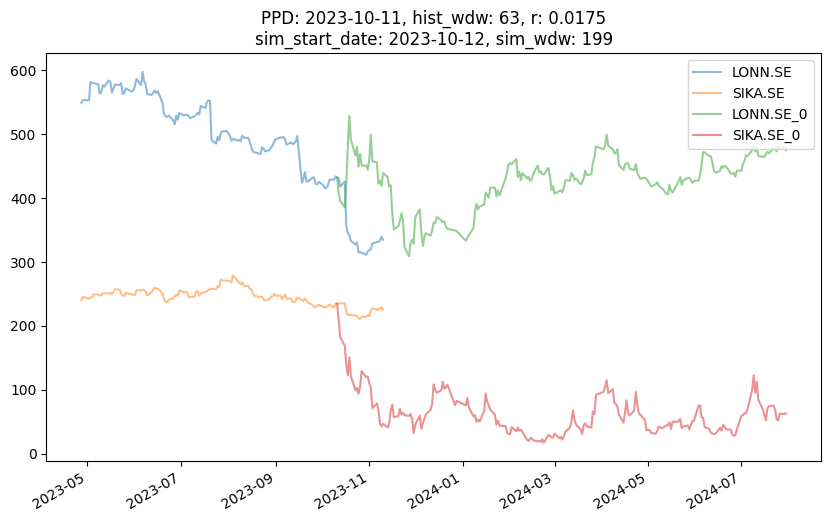 PPD: 2023-10-11, hist_wdw: 63, r: 0.0175
sim_start_date: 2023-10-12, sim_wdw: 199
LONN.SE
SIKA.SE
LONN.SE_0
SIKA.SE_0
600
500
400
300
200
100
0
2023-05
2023-07
2023-09
2023-11
2024-01
2024-03
2024-05
2024-07